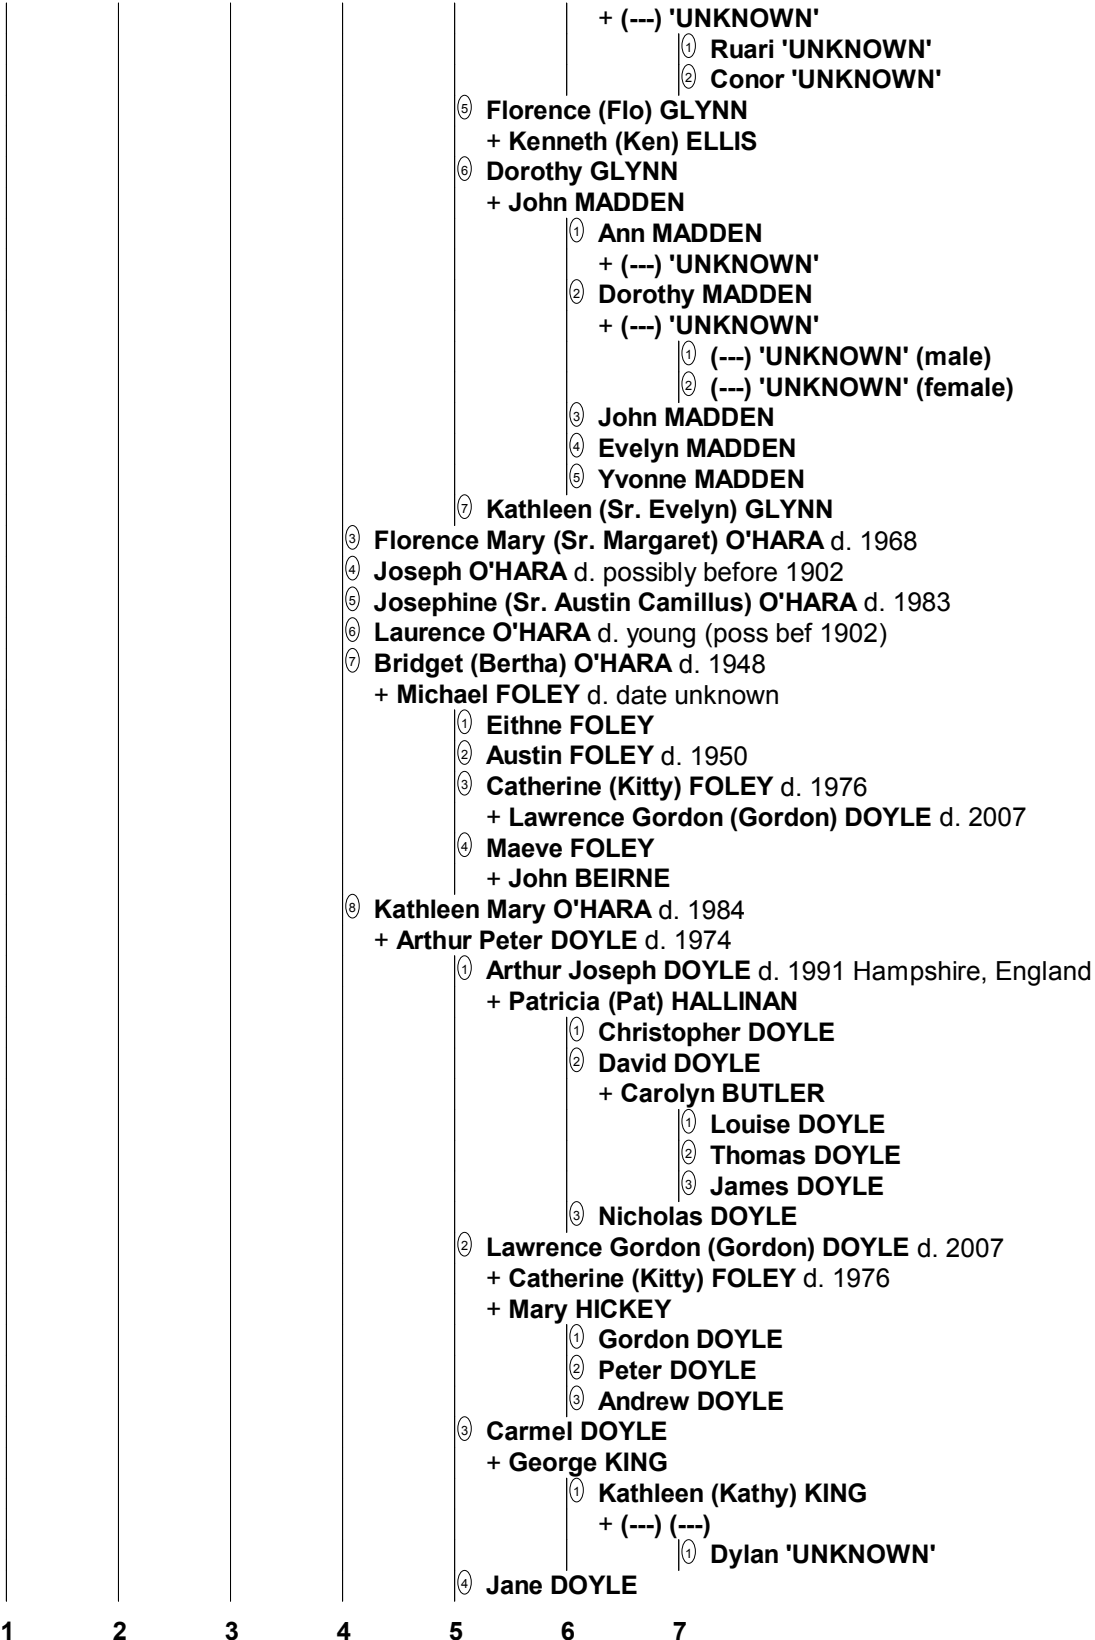 + (---) 'UNKNOWN'
1 Ruari 'UNKNOWN'
2 Conor 'UNKNOWN'
5 Florence (Flo) GLYNN
+ Kenneth (Ken) ELLIS
6 Dorothy GLYNN
+ John MADDEN
1 Ann MADDEN
+ (---) 'UNKNOWN'
2 Dorothy MADDEN
+ (---) 'UNKNOWN'
1 (---) 'UNKNOWN' (male)
2 (---) 'UNKNOWN' (female)
3 John MADDEN
4 Evelyn MADDEN
5 Yvonne MADDEN
7 Kathleen (Sr. Evelyn) GLYNN
3 Florence Mary (Sr. Margaret) O'HARA d. 1968
4 Joseph O'HARA d. possibly before 1902
5 Josephine (Sr. Austin Camillus) O'HARA d. 1983
6 Laurence O'HARA d. young (poss bef 1902)
7 Bridget (Bertha) O'HARA d. 1948
+ Michael FOLEY d. date unknown
1 Eithne FOLEY
2 Austin FOLEY d. 1950
3 Catherine (Kitty) FOLEY d. 1976
+ Lawrence Gordon (Gordon) DOYLE d. 2007
4 Maeve FOLEY
+ John BEIRNE
8 Kathleen Mary O'HARA d. 1984
+ Arthur Peter DOYLE d. 1974
1 Arthur Joseph DOYLE d. 1991 Hampshire, England
+ Patricia (Pat) HALLINAN
1 Christopher DOYLE
2 David DOYLE
+ Carolyn BUTLER
1 Louise DOYLE
2 Thomas DOYLE
3 James DOYLE
3 Nicholas DOYLE
2 Lawrence Gordon (Gordon) DOYLE d. 2007
+ Catherine (Kitty) FOLEY d. 1976
+ Mary HICKEY
1 Gordon DOYLE
2 Peter DOYLE
3 Andrew DOYLE
3 Carmel DOYLE
+ George KING
1 Kathleen (Kathy) KING
+ (---) (---)
1 Dylan 'UNKNOWN'
4 Jane DOYLE
1 2 3 4 5 6 7